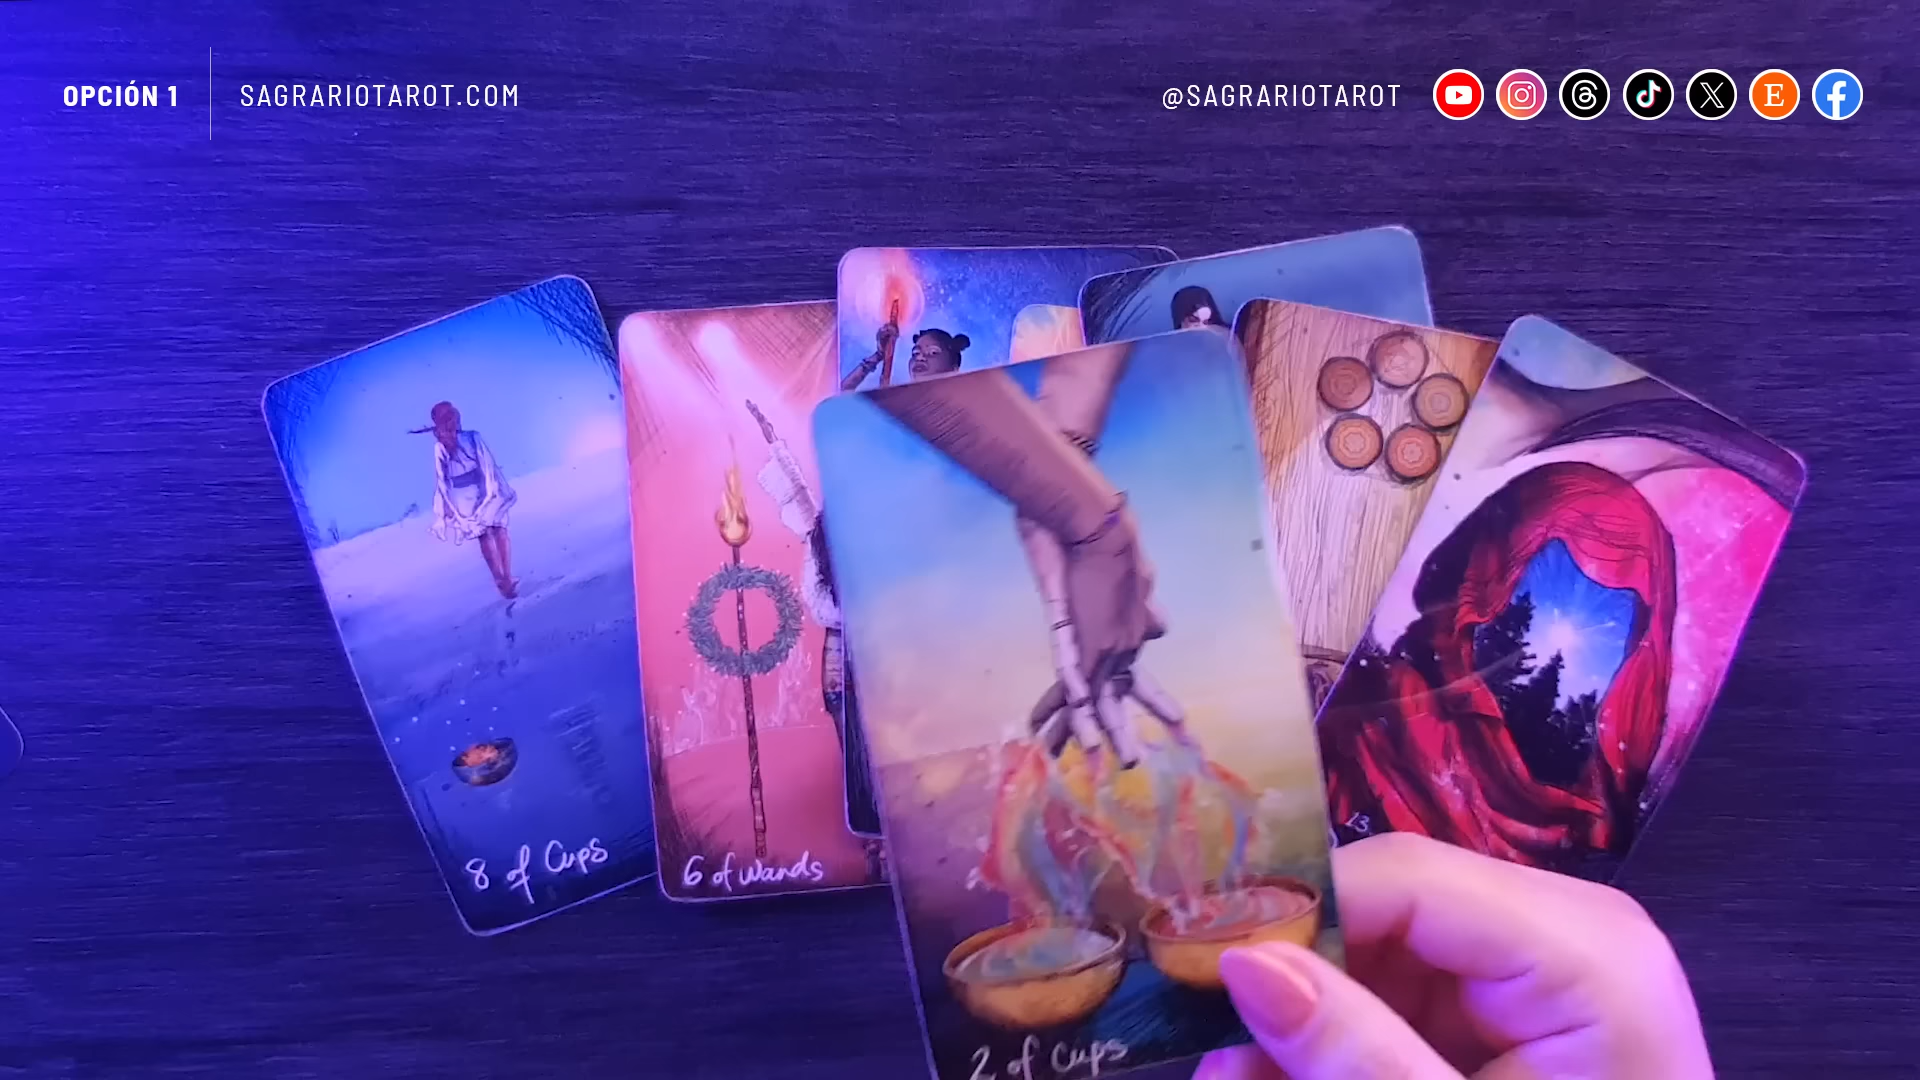 OPCIÓN 1
SAGRARIOTAROT.COM
@SAGRARIOTAROT
8 of Cups
6 of Wands
2 of Cups
13